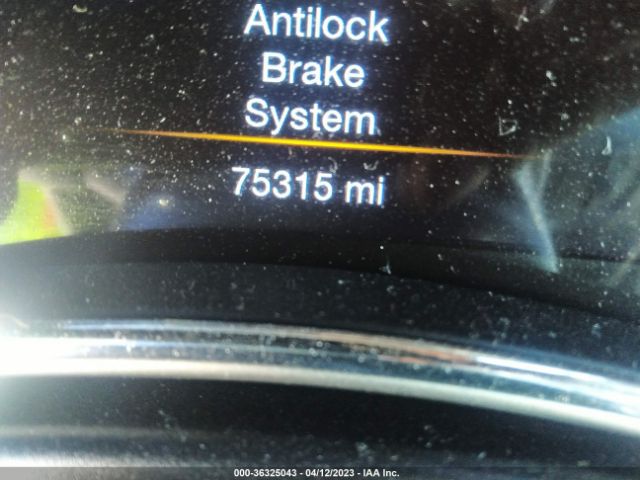 Antilock
Brake
System
75315 mi
000-36325043 - 04/12/2023 - IAA Inc.